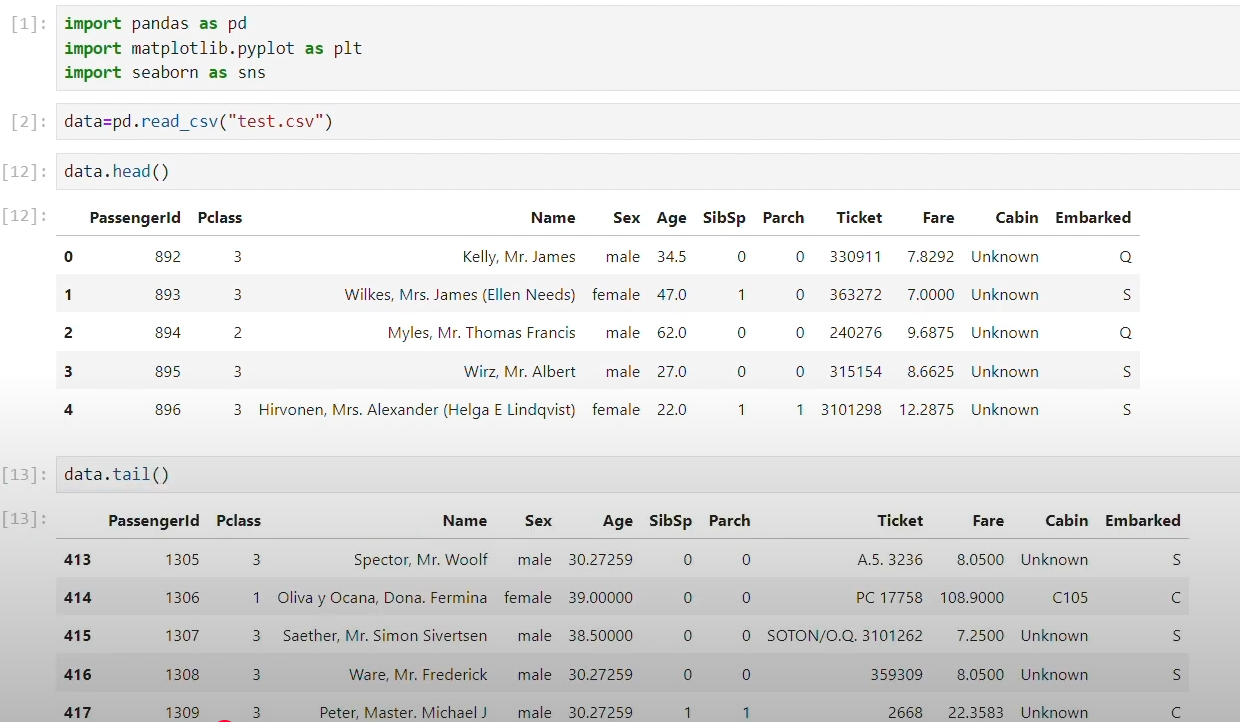 [1]: import pandas as pd
import matplotlib.pyplot as plt
import seaborn as sns
[2]: data=pd.read_csv("test.csv")
[12]: data.head()
[12]: PassengerId Pclass Name Sex Age SibSp Parch Ticket Fare Cabin Embarked
0 892 3 Kelly, Mr. James male 34.5 0 0 330911 7.8292 Unknown Q
1 893 3 Wilkes, Mrs. James (Ellen Needs) female 47.0 1 0 363272 7.0000 Unknown S
2 894 2 Myles, Mr. Thomas Francis male 62.0 0 0 240276 9.6875 Unknown Q
3 895 3 Wirz, Mr. Albert male 27.0 0 0 315154 8.6625 Unknown S
4 896 3 Hirvonen, Mrs. Alexander (Helga E Lindqvist) female 22.0 1 1 3101298 12.2875 Unknown S
[13]: data.tail()
[13]: PassengerId Pclass Name Sex Age SibSp Parch Ticket Fare Cabin Embarked
413 1305 3 Spector, Mr. Woolf male 30.27259 0 0 A.5. 3236 8.0500 Unknown S
414 1306 1 Oliva y Ocana, Dona. Fermina female 39.00000 0 0 PC 17758 108.9000 C105 C
415 1307 3 Saether, Mr. Simon Sivertsen male 38.50000 0 0 SOTON/O.Q. 3101262 7.2500 Unknown S
416 1308 3 Ware, Mr. Frederick male 30.27259 0 0 359309 8.0500 Unknown S
417 1309 3 Peter, Master. Michael J male 30.27259 1 1 2668 22.3583 Unknown C